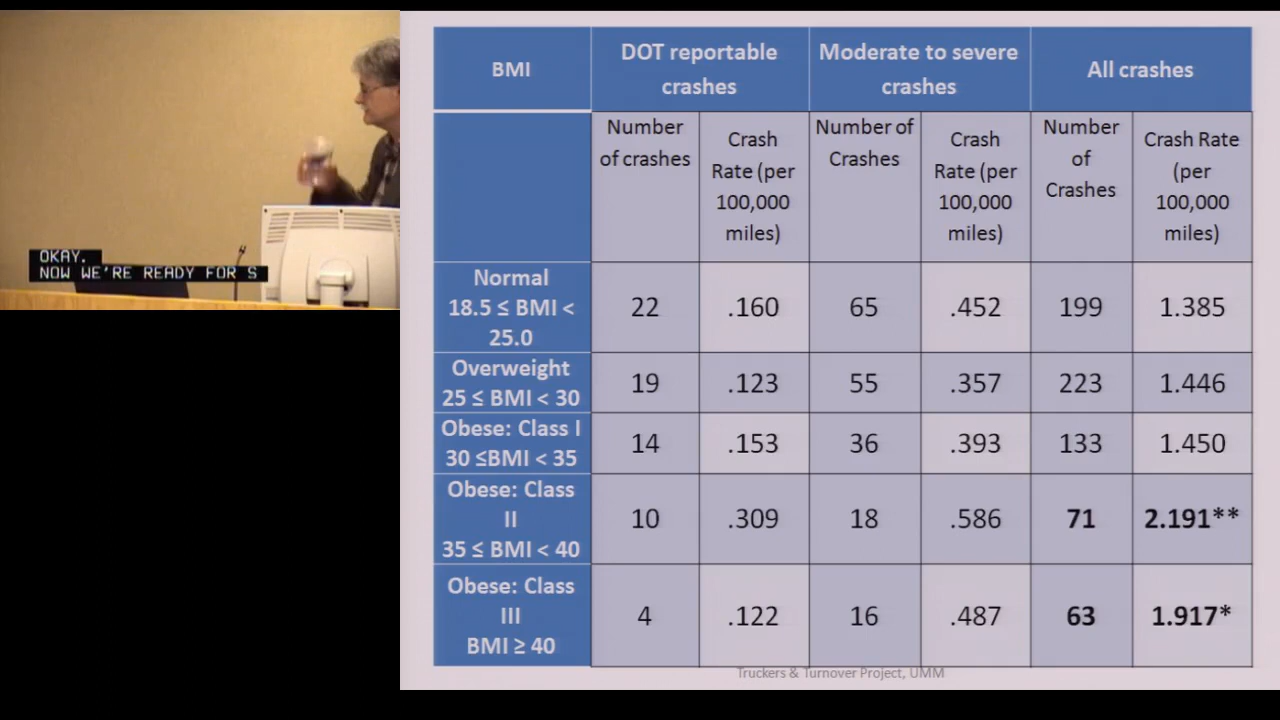 OKAY.
NOW WE'RE READY FOR S
BMI
DOT reportable
crashes
Moderate to severe
crashes
All crashes
Number
of crashes
Crash
Rate (per
100,000
miles)
Number of
Crashes
Crash
Rate (per
100,000
miles)
Number
of
Crashes
Crash Rate
(per
100,000
miles)
Normal
18.5 ≤ BMI <
25.0
22
.160
65
.452
199
1.385
Overweight
25 ≤ BMI < 30
19
.123
55
.357
223
1.446
Obese: Class I
30 ≤BMI < 35
14
.153
36
.393
133
1.450
Obese: Class
II
35 ≤ BMI < 40
10
.309
18
.586
71
2.191**
Obese: Class
III
BMI ≥ 40
4
.122
16
.487
63
1.917*
Truckers & Turnover Project, UMM